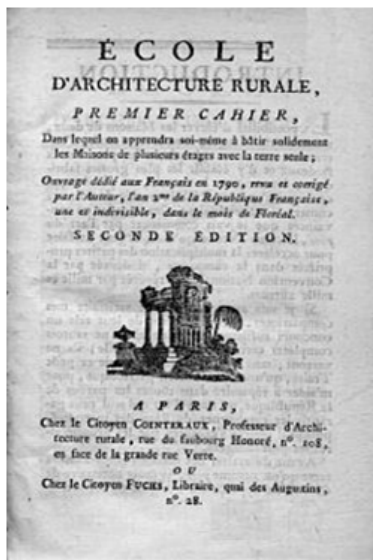 ÉCOLE
D'ARCHITECTURE RURALE,
PREMIER CAHIER,
Dans lequel on apprendra soi-même à bâtir solidement
les Maisons de plusieurs étages avec la terre seule ;
Ouvrage dédié aux Français en 1790, revu et corrigé
par l'Auteur, l'an 2me de la République Française,
une et indivisible, dans le mois de Floréal.
SECONDE ÉDITION.
A PARIS,
Chez le Citoyen COINTERAUX, Professeur d'Archi-
tecture rurale, rue du faubourg Honoré, n°. 108,
en face de la grande rue Verte.
OU
Chez le Citoyen FUCHS, Libraire, quai des Augustins,
n°. 28.